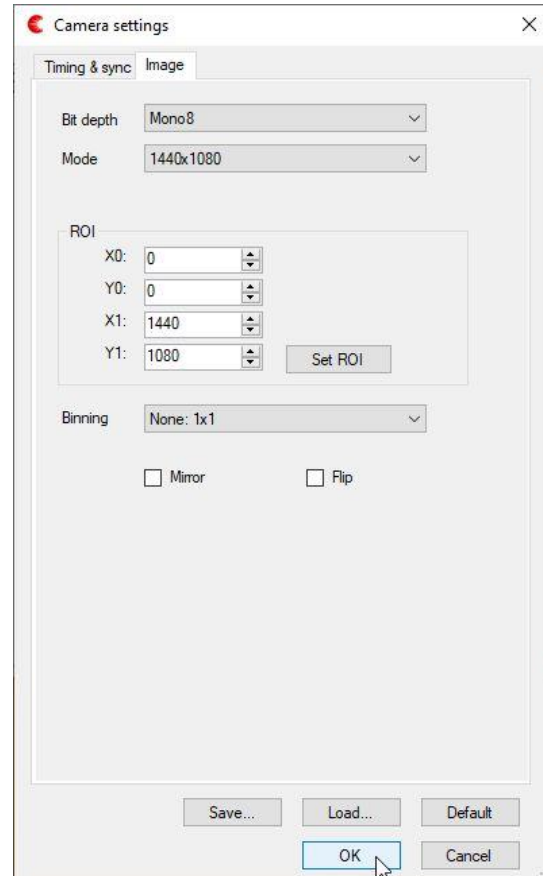 Camera settings
Timing & sync Image
Bit depth Mono8
Mode 1440x1080
ROI
X0: 0
Y0: 0
X1: 1440
Y1: 1080 Set ROI
Binning None: 1x1
Mirror Flip
Save... Load... Default
OK Cancel